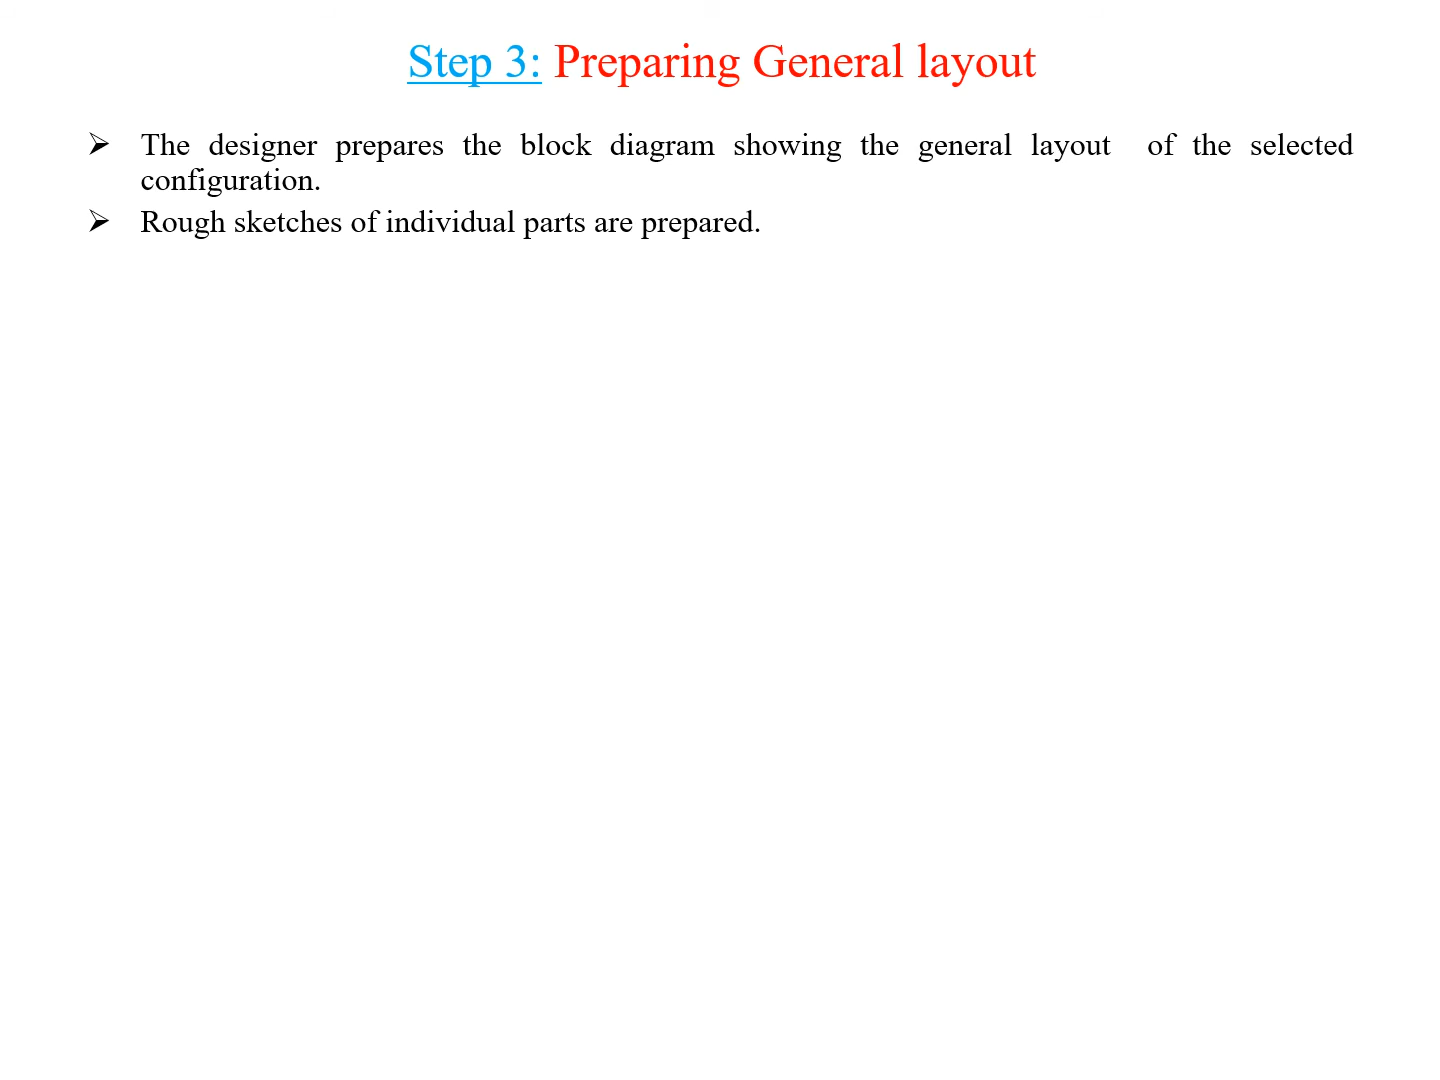 Step 3: Preparing General layout
➢ The designer prepares the block diagram showing the general layout of the selected
configuration.
➢ Rough sketches of individual parts are prepared.